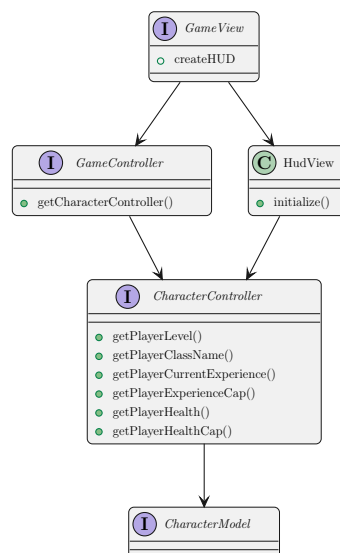 I GameView
createHUD
I GameController
getCharacterController()
C HudView
initialize()
I CharacterController
getPlayerLevel()
getPlayerClassName()
getPlayerCurrentExperience()
getPlayerExperienceCap()
getPlayerHealth()
getPlayerHealthCap()
I CharacterModel